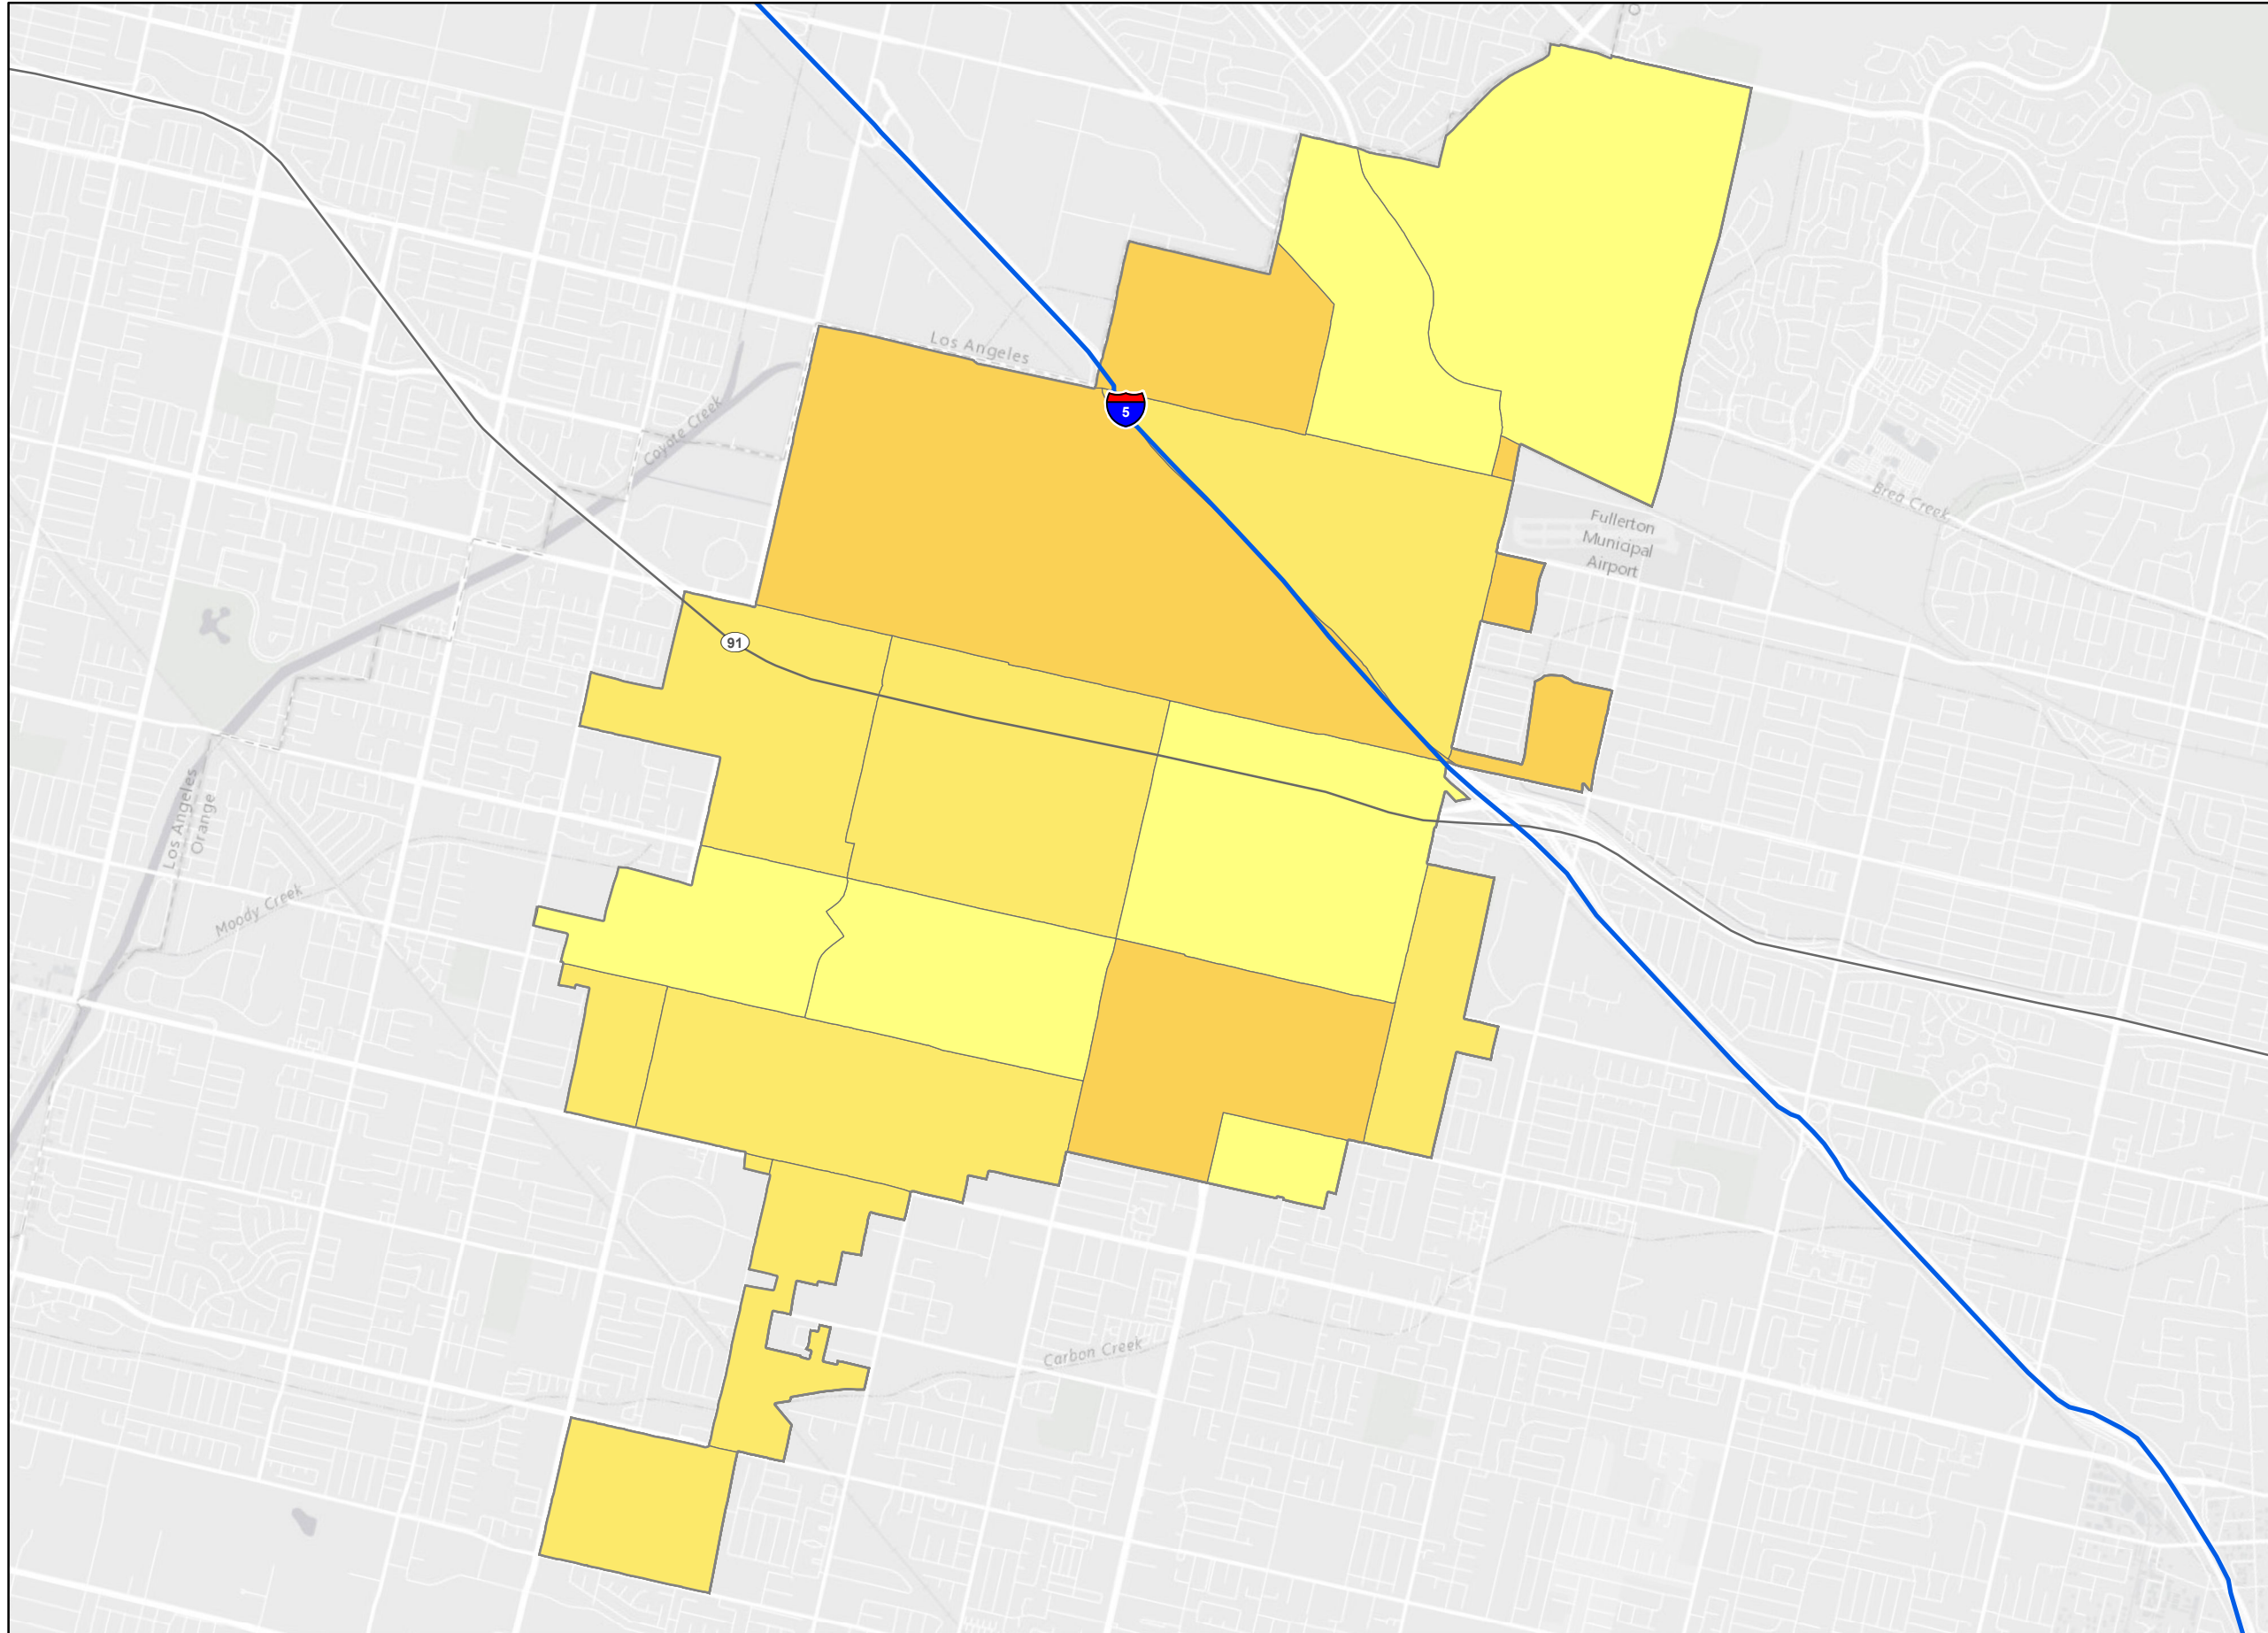 Los Angeles
5
Coyote Creek
Brea Creek
Fullerton
Municipal
Airport
91
Los Angeles
Orange
Moody Creek
Carbon Creek